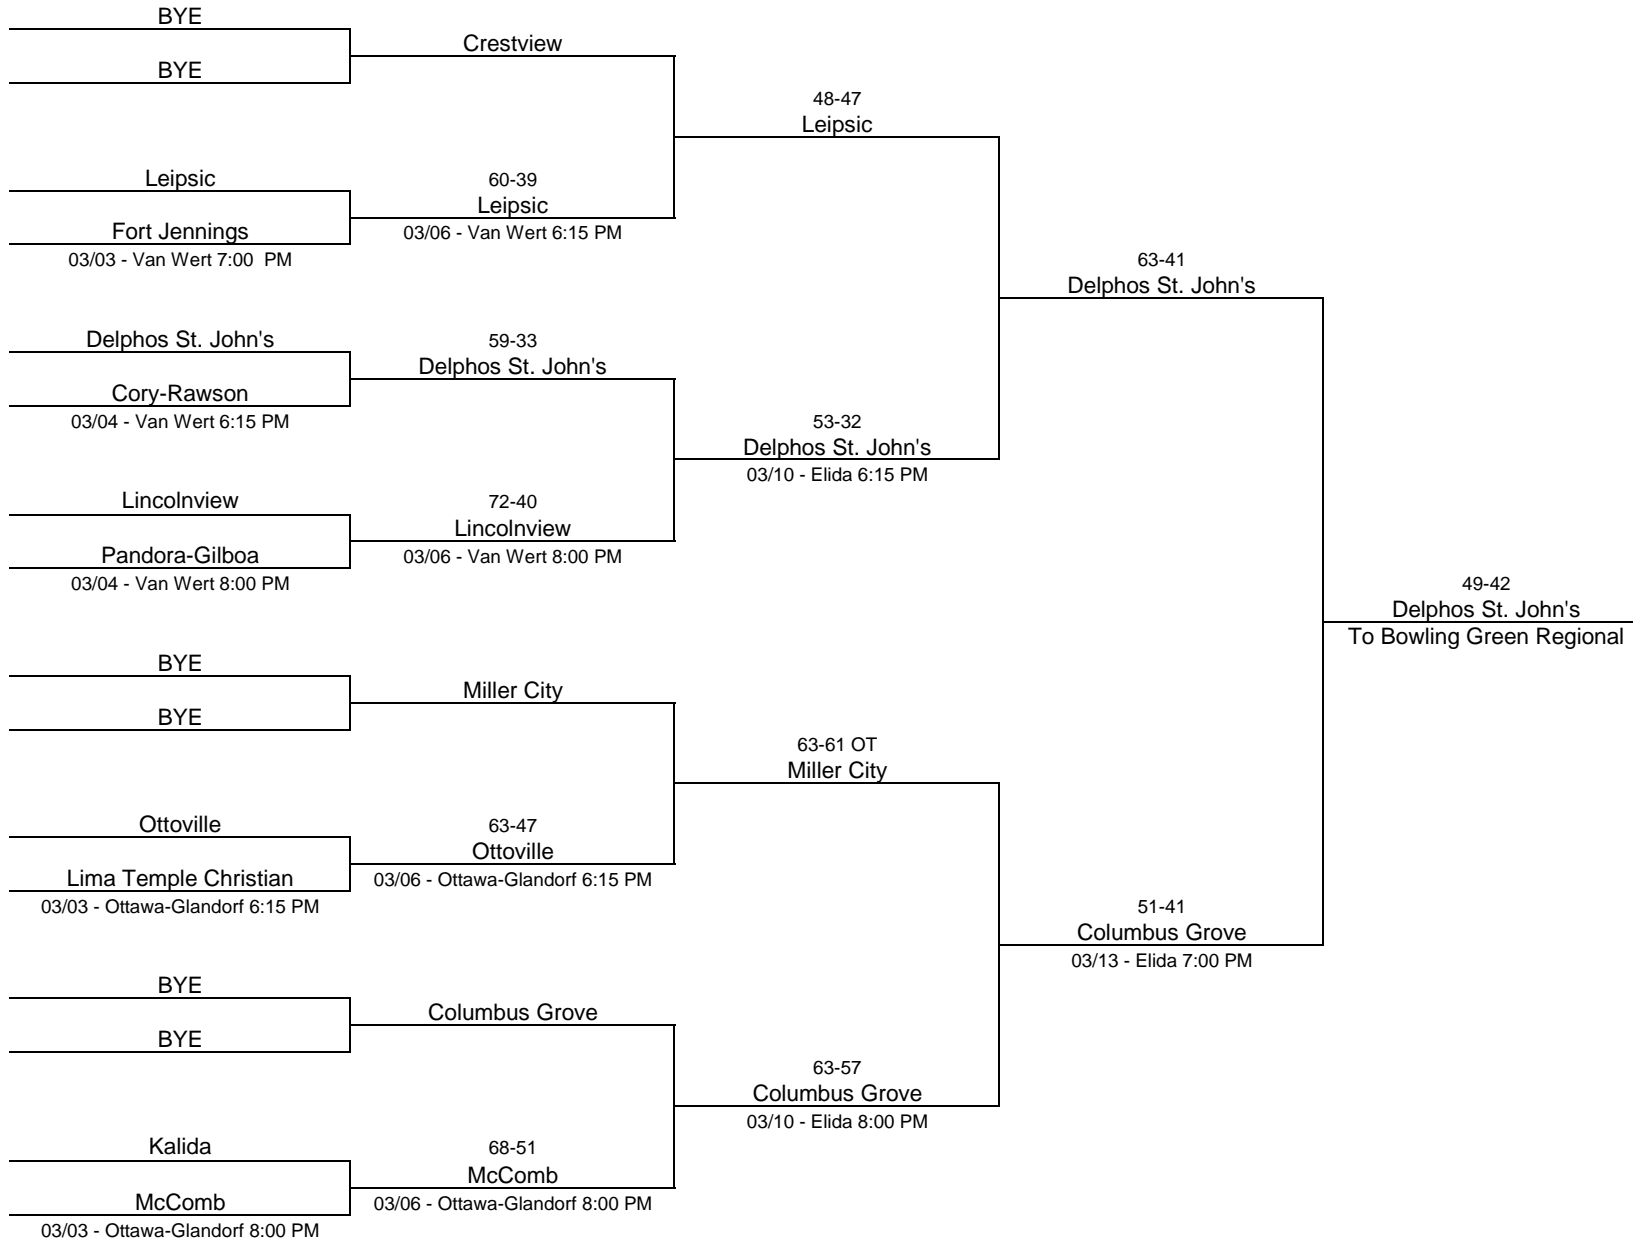 BYE
BYE
Crestview
Leipsic
Fort Jennings
03/03 - Van Wert 7:00  PM
60-39
Leipsic
03/06 - Van Wert 6:15 PM
48-47
Leipsic
Delphos St. John's
Cory-Rawson
03/04 - Van Wert 6:15 PM
59-33
Delphos St. John's
Lincolnview
Pandora-Gilboa
03/04 - Van Wert 8:00 PM
72-40
Lincolnview
03/06 - Van Wert 8:00 PM
53-32
Delphos St. John's
03/10 - Elida 6:15 PM
63-41
Delphos St. John's
BYE
BYE
Miller City
Ottoville
Lima Temple Christian
03/03 - Ottawa-Glandorf 6:15 PM
63-47
Ottoville
03/06 - Ottawa-Glandorf 6:15 PM
63-61 OT
Miller City
BYE
BYE
Columbus Grove
Kalida
McComb
03/03 - Ottawa-Glandorf 8:00 PM
68-51
McComb
03/06 - Ottawa-Glandorf 8:00 PM
63-57
Columbus Grove
03/10 - Elida 8:00 PM
51-41
Columbus Grove
03/13 - Elida 7:00 PM
49-42
Delphos St. John's
To Bowling Green Regional